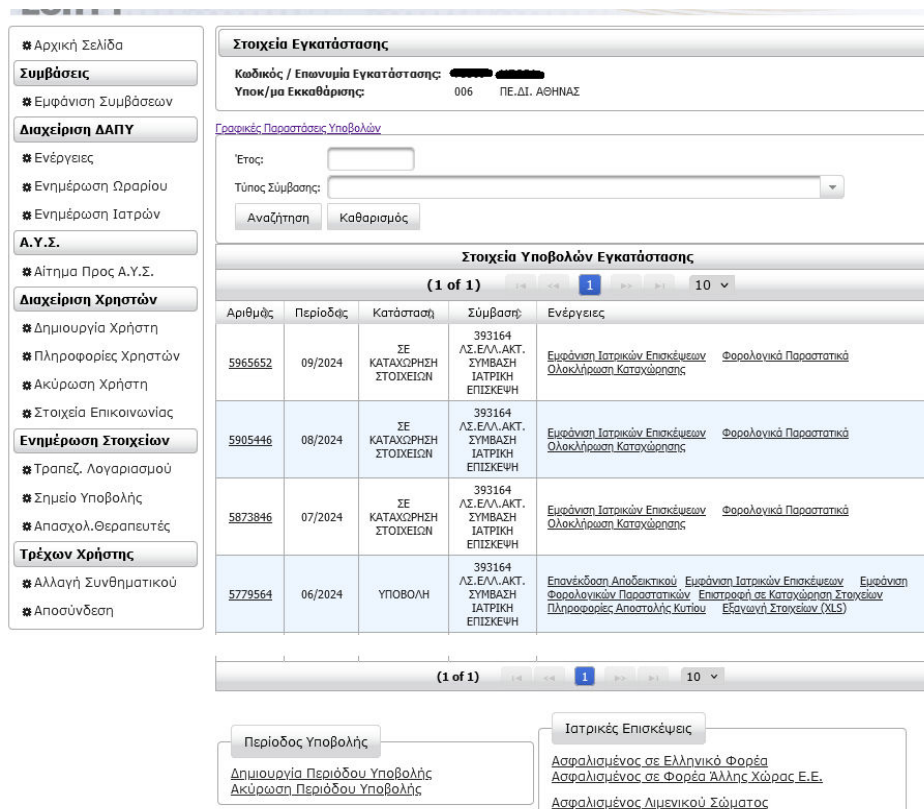 Αρχική Σελίδα
Συμβάσεις
Εμφάνιση Συμβάσεων
Διαχείριση ΔΑΠΥ
Ενέργειες
Ενημέρωση Ωραρίου
Ενημέρωση Ιατρών
Α.Υ.Σ.
Αίτημα Προς Α.Υ.Σ.
Διαχείριση Χρηστών
Δημιουργία Χρήστη
Πληροφορίες Χρηστών
Ακύρωση Χρήστη
Στοιχεία Επικοινωνίας
Ενημέρωση Στοιχείων
Τραπεζ. Λογαριασμού
Σημείο Υποβολής
Απασχολ.Θεραπευτές
Τρέχων Χρήστης
Αλλαγή Συνθηματικού
Αποσύνδεση
Στοιχεία Εγκατάστασης
Κωδικός / Επωνυμία Εγκατάστασης:
Υποκ/μα Εκκαθάρισης: 006 ΠΕ.ΔΙ. ΑΘΗΝΑΣ
Γραφικές Παραστάσεις Υποβολών
Έτος:
Τύπος Σύμβασης:
Αναζήτηση Καθαρισμός
Στοιχεία Υποβολών Εγκατάστασης
(1 of 1) 1 10
Αριθμός Περίοδος Κατάσταση Σύμβαση Ενέργειες
393164
ΛΣ.ΕΛΛ.ΑΚΤ.
ΣΕ ΣΥΜΒΑΣΗ Εμφάνιση Ιατρικών Επισκέψεων Φορολογικά Παραστατικά
5965652 09/2024 ΚΑΤΑΧΩΡΗΣΗ ΙΑΤΡΙΚΗ Ολοκλήρωση Καταχώρησης
ΣΤΟΙΧΕΙΩΝ ΕΠΙΣΚΕΨΗ
393164
ΛΣ.ΕΛΛ.ΑΚΤ.
ΣΕ ΣΥΜΒΑΣΗ Εμφάνιση Ιατρικών Επισκέψεων Φορολογικά Παραστατικά
5905446 08/2024 ΚΑΤΑΧΩΡΗΣΗ ΙΑΤΡΙΚΗ Ολοκλήρωση Καταχώρησης
ΣΤΟΙΧΕΙΩΝ ΕΠΙΣΚΕΨΗ
393164
ΛΣ.ΕΛΛ.ΑΚΤ.
ΣΕ ΣΥΜΒΑΣΗ Εμφάνιση Ιατρικών Επισκέψεων Φορολογικά Παραστατικά
5873846 07/2024 ΚΑΤΑΧΩΡΗΣΗ ΙΑΤΡΙΚΗ Ολοκλήρωση Καταχώρησης
ΣΤΟΙΧΕΙΩΝ ΕΠΙΣΚΕΨΗ
393164
ΛΣ.ΕΛΛ.ΑΚΤ. Επανέκδοση Αποδεικτικού Εμφάνιση Ιατρικών Επισκέψεων Εμφάνιση
5779564 06/2024 ΥΠΟΒΟΛΗ ΣΥΜΒΑΣΗ Φορολογικών Παραστατικών Επιστροφή σε Καταχώρηση Στοιχείων
ΙΑΤΡΙΚΗ Πληροφορίες Αποστολής Κυτίου Εξαγωγή Στοιχείων (XLS)
ΕΠΙΣΚΕΨΗ
(1 of 1) 1 10
Περίοδος Υποβολής
Δημιουργία Περιόδου Υποβολής
Ακύρωση Περιόδου Υποβολής
Ιατρικές Επισκέψεις
Ασφαλισμένος σε Ελληνικό Φορέα
Ασφαλισμένος σε Φορέα Άλλης Χώρας Ε.Ε.
Ασφαλισμένος Λιμενικού Σώματος